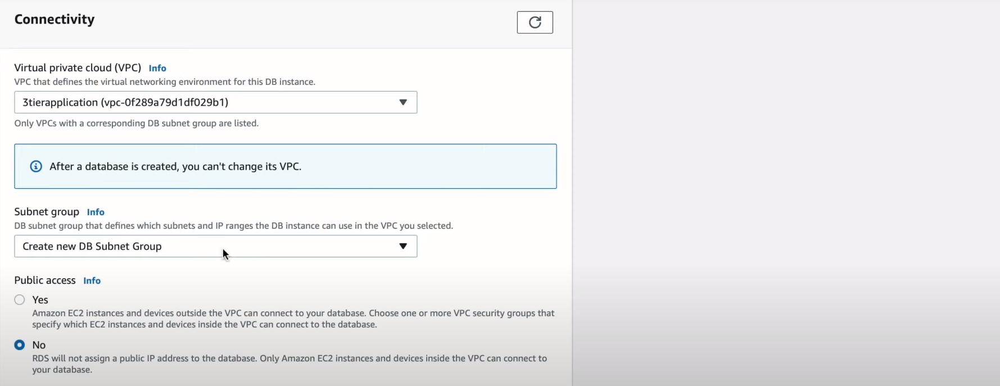 Connectivity
Virtual private cloud (VPC) Info
VPC that defines the virtual networking environment for this DB instance.
3tierapplication (vpc-0f289a79d1df029b1)
Only VPCs with a corresponding DB subnet group are listed.
After a database is created, you can't change its VPC.
Subnet group Info
DB subnet group that defines which subnets and IP ranges the DB instance can use in the VPC you selected.
Create new DB Subnet Group
Public access Info
Yes
Amazon EC2 instances and devices outside the VPC can connect to your database. Choose one or more VPC security groups that
specify which EC2 instances and devices inside the VPC can connect to the database.
No
RDS will not assign a public IP address to the database. Only Amazon EC2 instances and devices inside the VPC can connect to
your database.